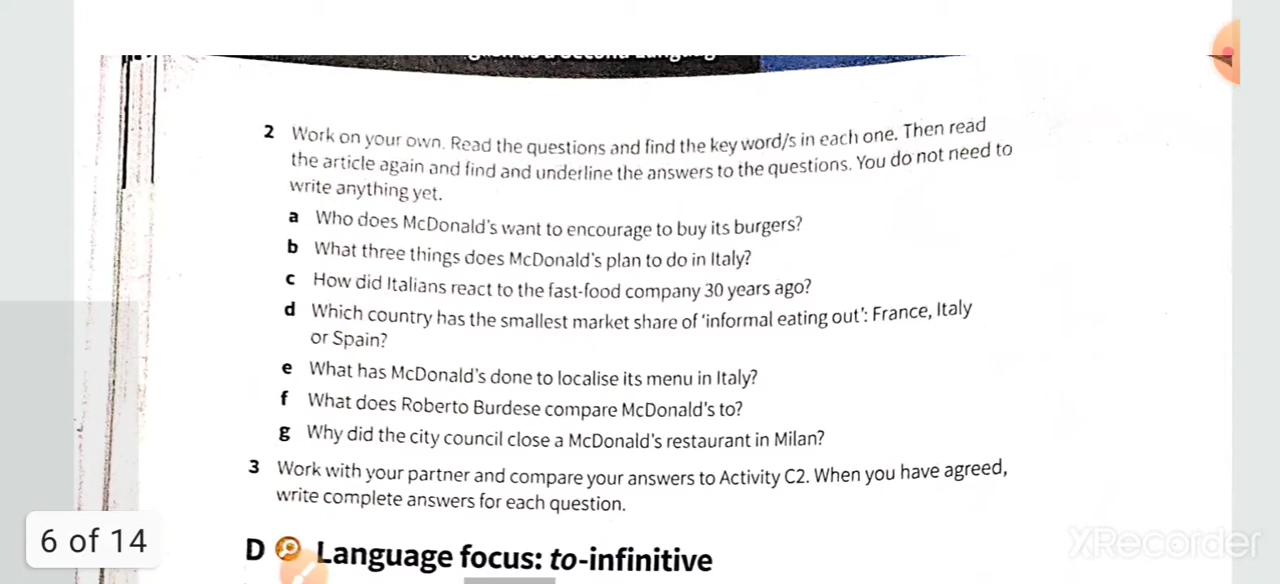 2 Work on your own. Read the questions and find the key word/s in each one. Then read
the article again and find and underline the answers to the questions. You do not need to
write anything yet.
a Who does McDonald's want to encourage to buy its burgers?
b What three things does McDonald's plan to do in Italy?
c How did Italians react to the fast-food company 30 years ago?
d Which country has the smallest market share of 'informal eating out': France, Italy
or Spain?
e What has McDonald's done to localise its menu in Italy?
f What does Roberto Burdese compare McDonald's to?
g Why did the city council close a McDonald's restaurant in Milan?
3 Work with your partner and compare your answers to Activity C2. When you have agreed,
write complete answers for each question.
6 of 14
D Language focus: to-infinitive
XRecorder